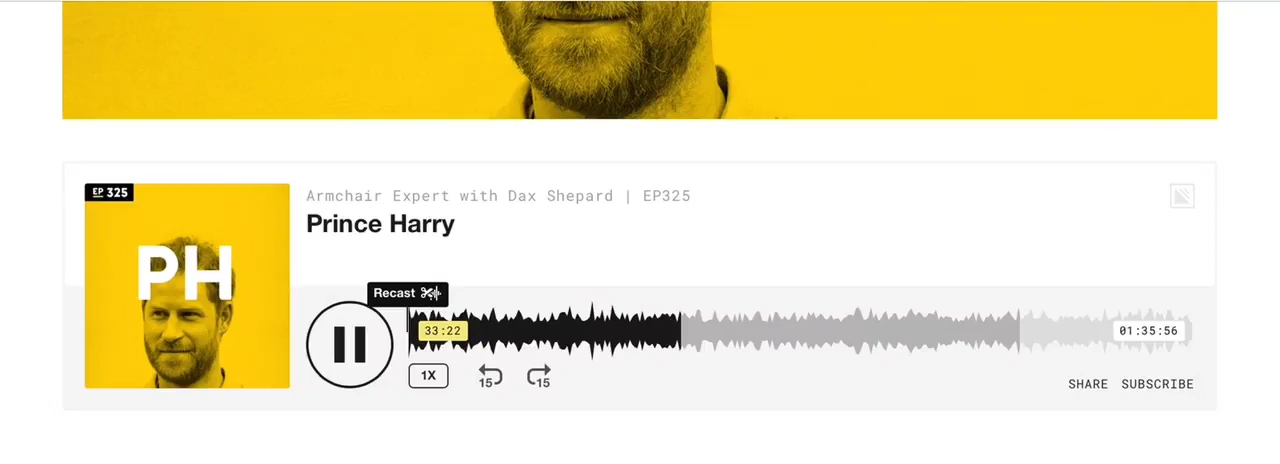 EP 325
PH
Armchair Expert with Dax Shepard | EP325
Prince Harry
Recast
33:22
01:35:56
1X
15
15
SHARE SUBSCRIBE